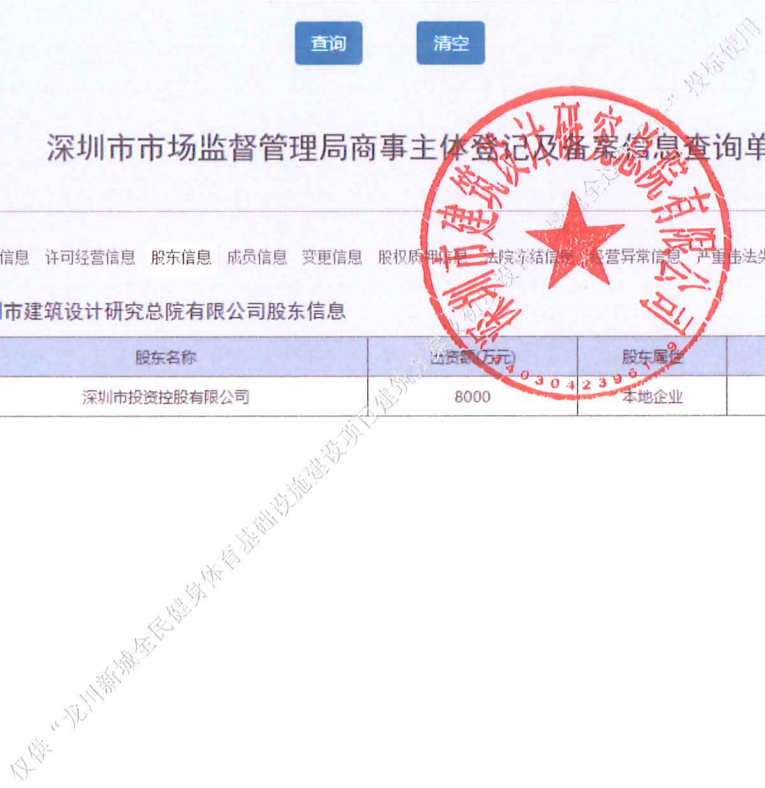 查询 清空
深圳市市场监督管理局商事主体登记及备案信息查询单
信息 许可经营信息 股东信息 成员信息 变更信息 股权质押信息 法院冻结信息 经营异常信息 严重违法失
市建筑设计研究总院有限公司股东信息
股东名称 出资额(万元) 股东属性
深圳市投资控股有限公司 8000 本地企业
深圳市建筑设计研究总院有限公司
仅供“龙川新城全民健身体育基础设施建设项目建筑
投标使用